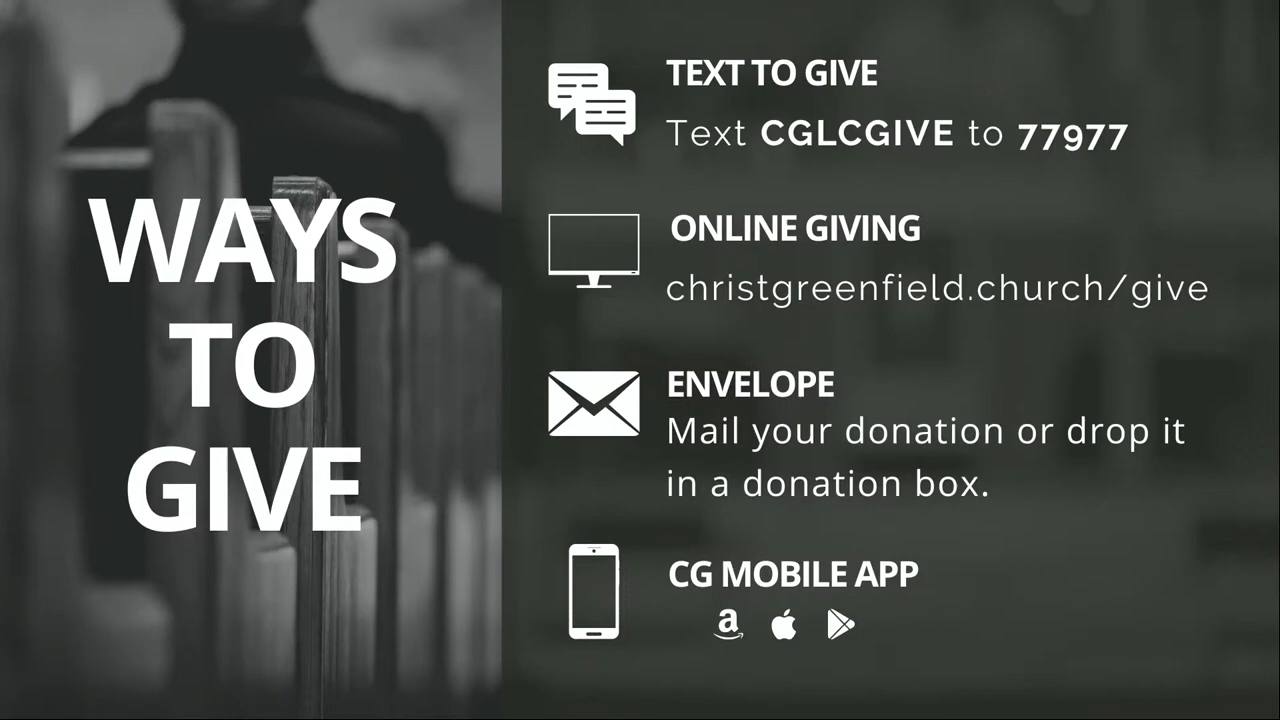 WAYS
TO
GIVE
TEXT TO GIVE
Text CGLCGIVE to 77977
ONLINE GIVING
christgreenfield.church/give
ENVELOPE
Mail your donation or drop it
in a donation box.
CG MOBILE APP